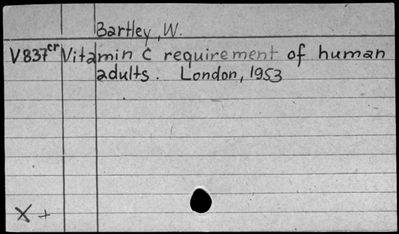 Bartley, W.
V837cr Vitamin C requirement of human
adults. London, 1953
X +